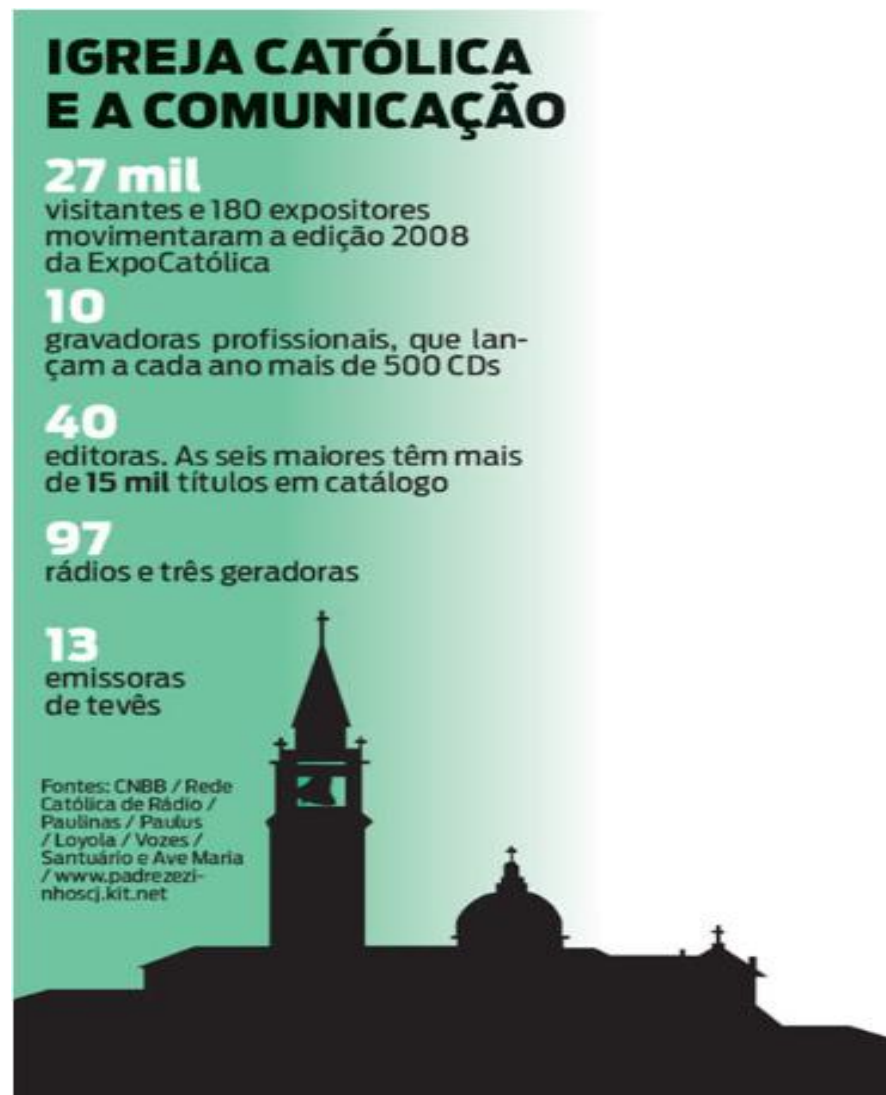 IGREJA CATÓLICA
E A COMUNICAÇÃO
27 mil
visitantes e 180 expositores
movimentaram a edição 2008
da ExpoCatólica
10
gravadoras profissionais, que lan-
çam a cada ano mais de 500 CDs
40
editoras. As seis maiores têm mais
de 15 mil títulos em catálogo
97
rádios e três geradoras
13
emissoras
de tevês
Fontes: CNBB / Rede
Católica de Rádio /
Paulinas / Paulus
/ Loyola / Vozes /
Santuário e Ave Maria
/ www.padrezezi-
nhoscj.kit.net